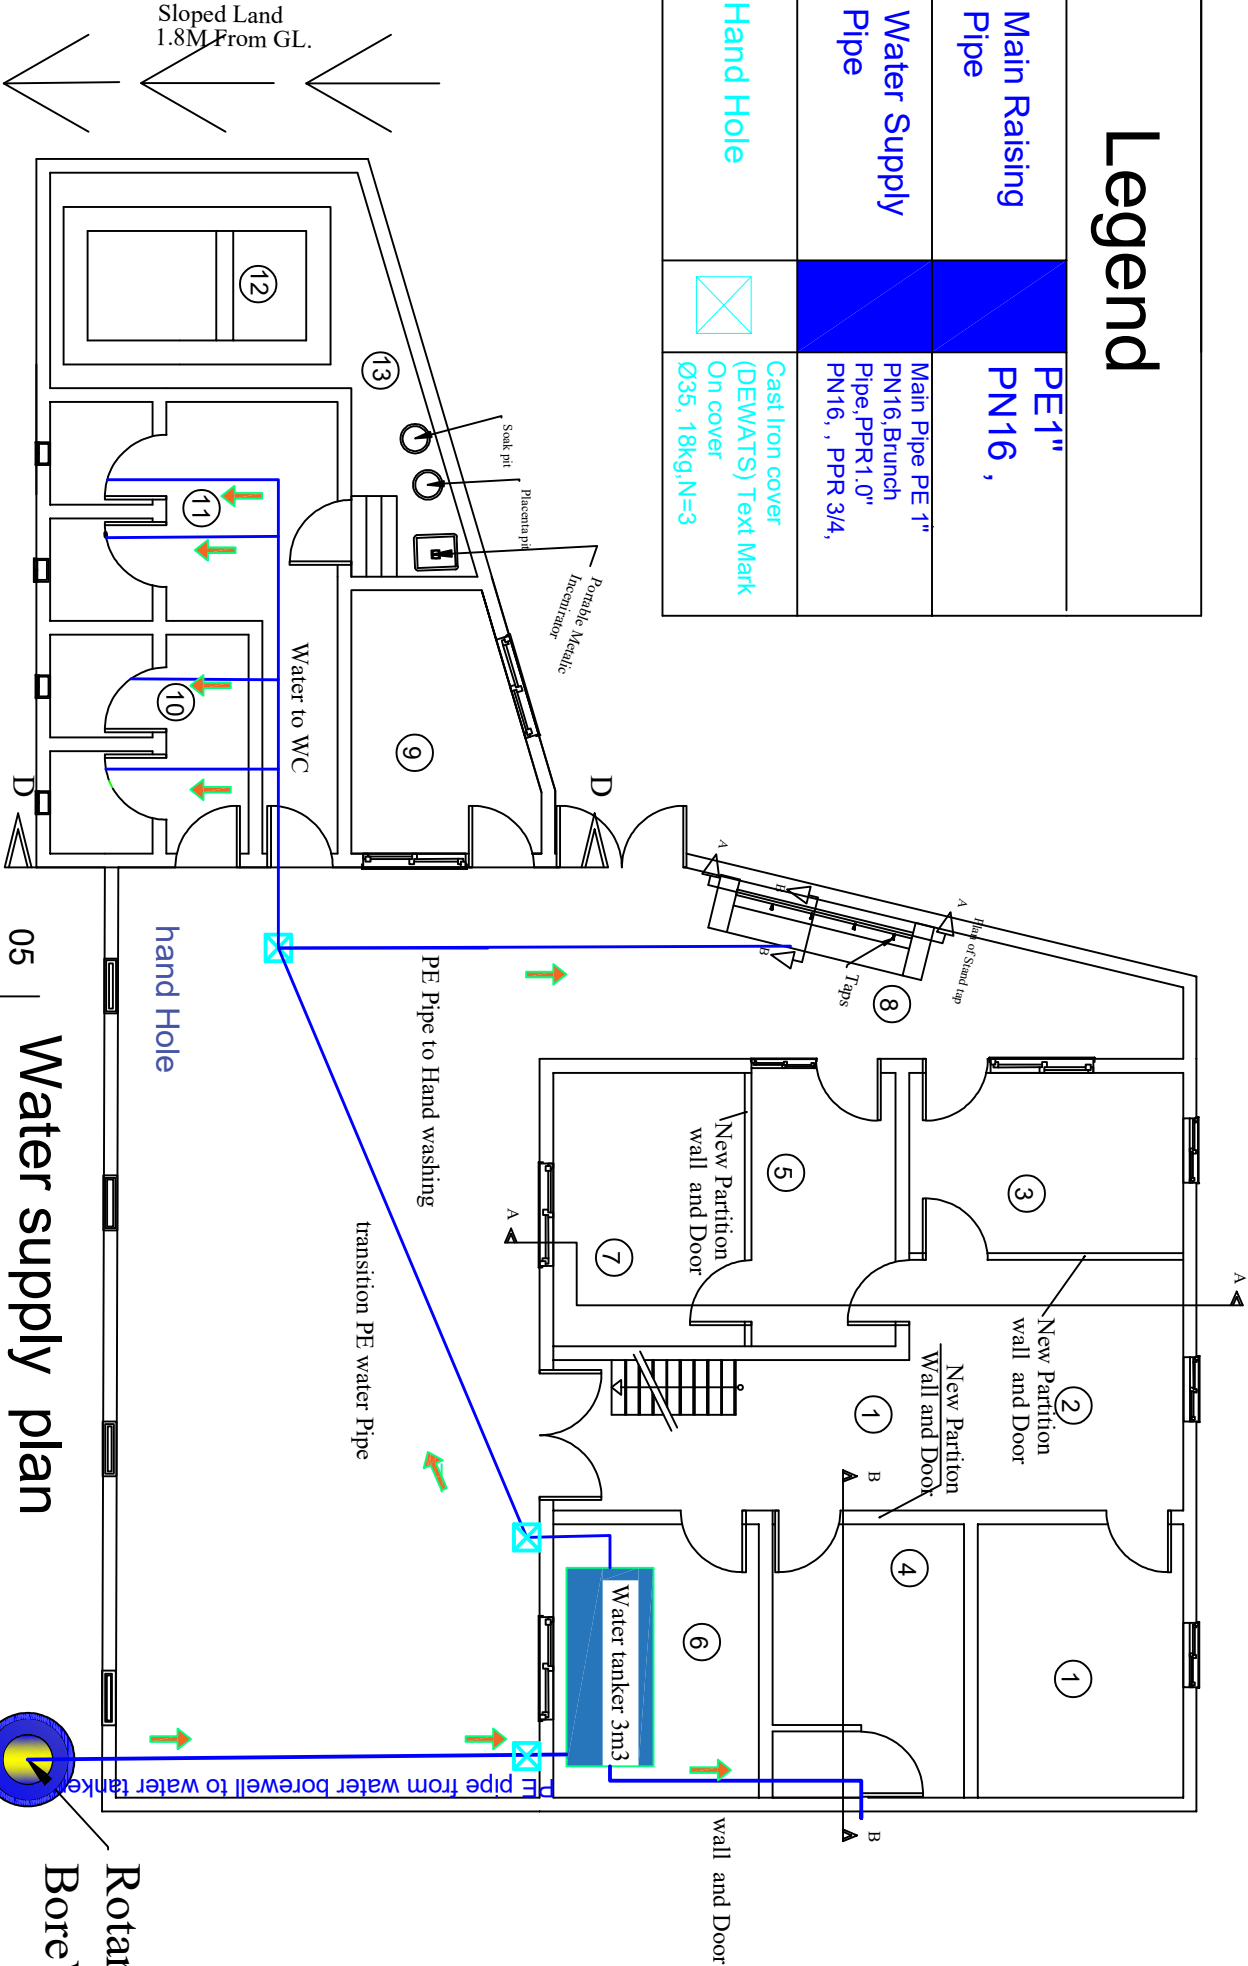 Sloped Land
1.8M From GL.
Legend
Main Raising
Pipe
PE1"
PN16 ,
Water Supply
Pipe
Main Pipe PE 1"
PN16,Brunch
Pipe,PPR1.0"
PN16, , PPR 3/4,
Hand Hole
Cast Iron cover
(DEWATS) Text Mark
On cover
Ø35, 18kg,N=3
12
13
Soak pit
Placenta pit
Portable Metalic
Incenirator
11
10
Water to WC
9
D
D
A
B
B
A
Plan of Stand tap
Taps
8
hand Hole
PE Pipe to Hand washing
transition PE water Pipe
New Partition
wall and Door
5
3
7
A
A
New Partition
wall and Door
2
1
New Partiton
Wall and Door
B
4
6
1
Water tanker 3m3
PE pipe from water borewell to water tanker
B
wall and Door
05
Water supply plan